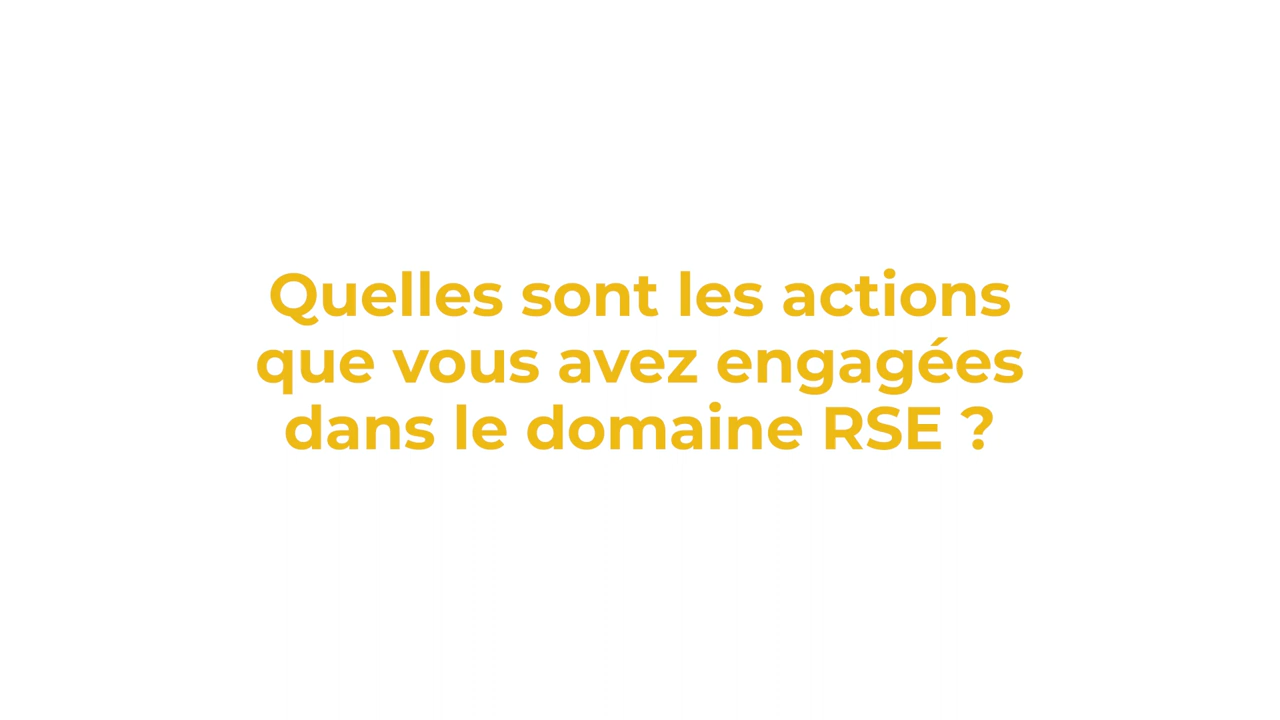 Quelles sont les actions
que vous avez engagées
dans le domaine RSE ?